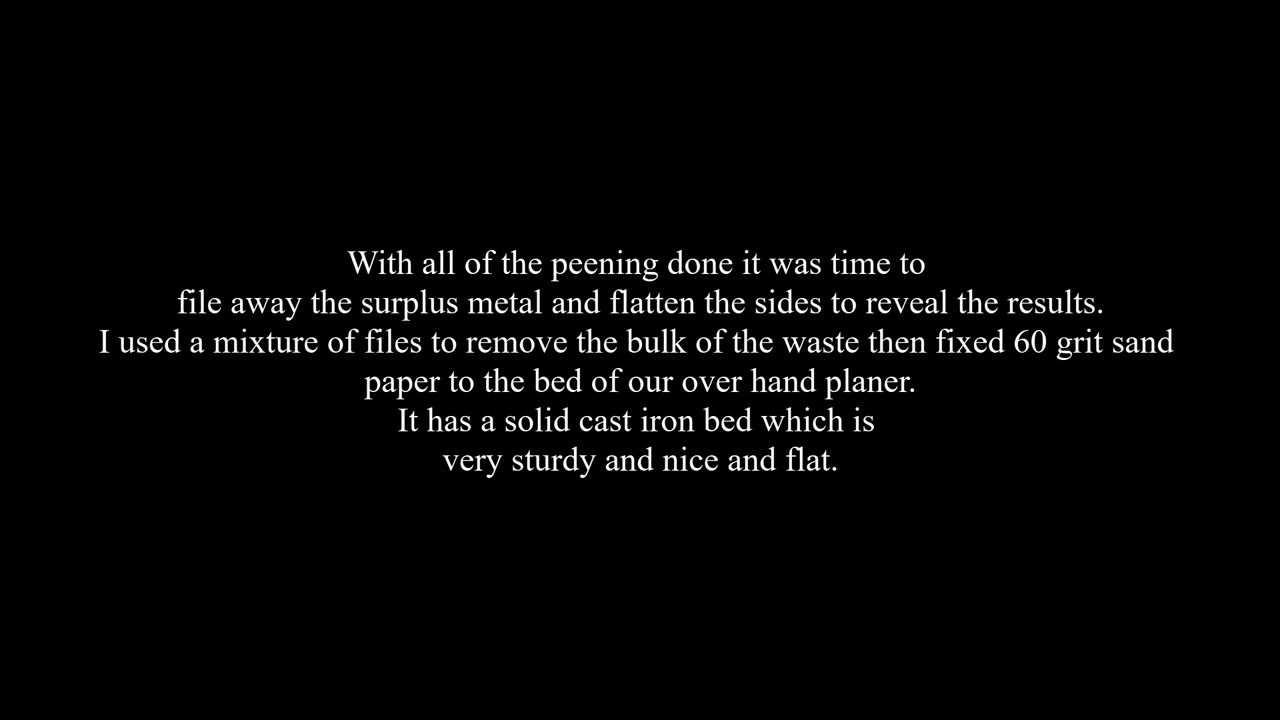 With all of the peening done it was time to
file away the surplus metal and flatten the sides to reveal the results.
I used a mixture of files to remove the bulk of the waste then fixed 60 grit sand
paper to the bed of our over hand planer.
It has a solid cast iron bed which is
very sturdy and nice and flat.